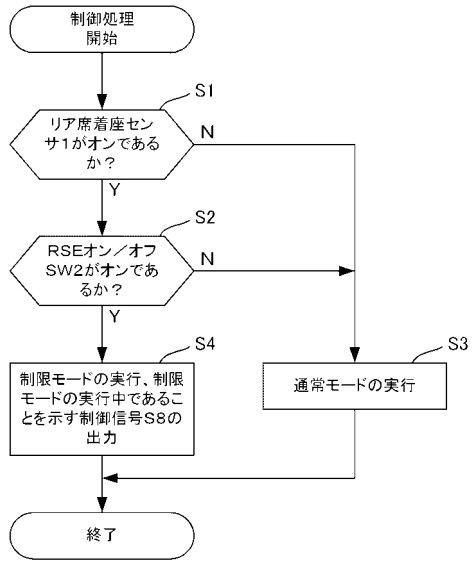 制御処理
開始
S1
リア席着座セン
サ1がオンである
か？
N
Y
S2
RSEオン／オフ
SW2がオンであ
るか？
N
Y
S4
制限モードの実行、制限
モードの実行中であるこ
とを示す制御信号S8の
出力
S3
通常モードの実行
終了